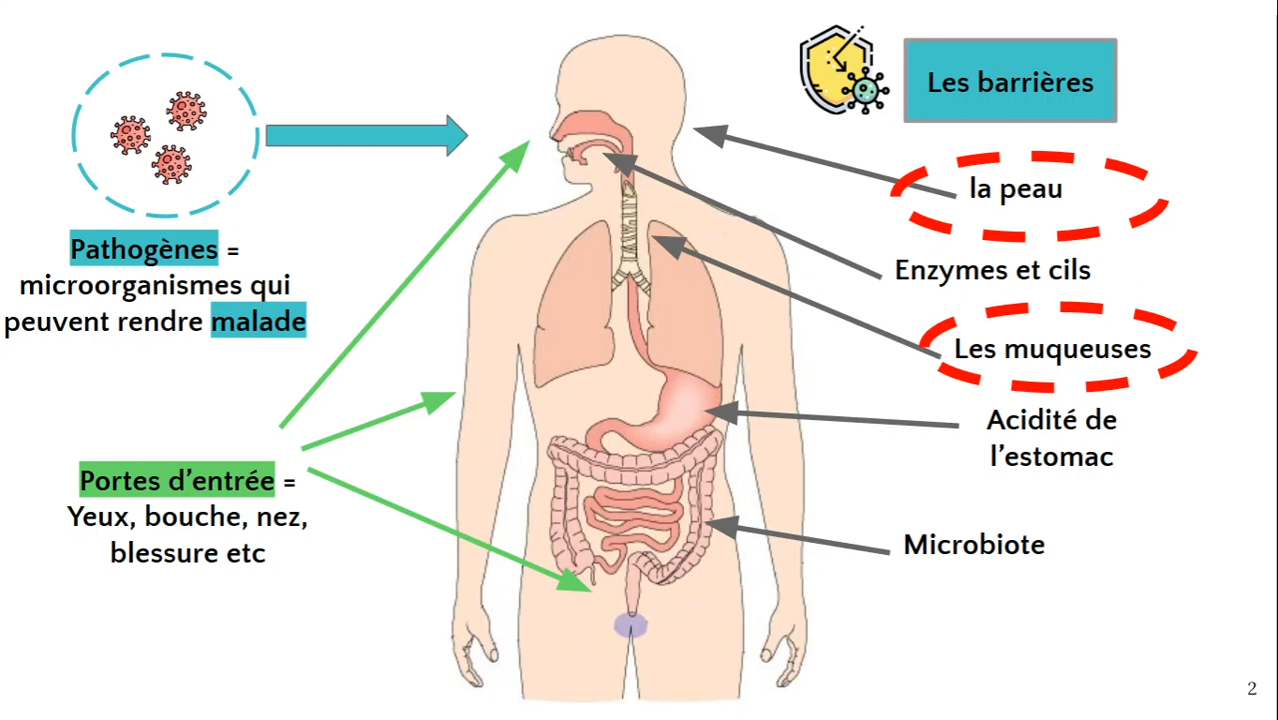 Les barrières
Pathogènes =
microorganismes qui
peuvent rendre malade
la peau
Enzymes et cils
Les muqueuses
Acidité de
l'estomac
Portes d'entrée =
Yeux, bouche, nez,
blessure etc
Microbiote
2